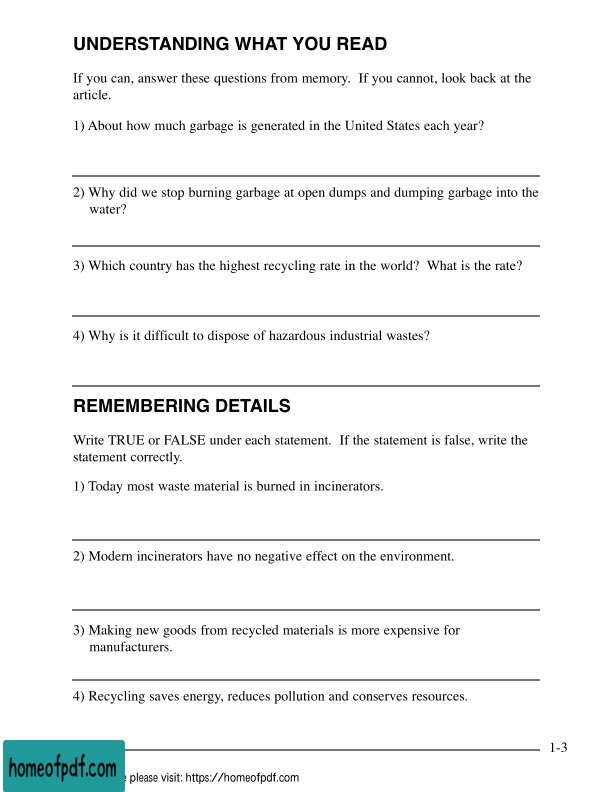 UNDERSTANDING WHAT YOU READ
If you can, answer these questions from memory.  If you cannot, look back at the
article.
1) About how much garbage is generated in the United States each year?
2) Why did we stop burning garbage at open dumps and dumping garbage into the
water?
3) Which country has the highest recycling rate in the world?  What is the rate?
4) Why is it difficult to dispose of hazardous industrial wastes?
REMEMBERING DETAILS
Write TRUE or FALSE under each statement.  If the statement is false, write the
statement correctly.
1) Today most waste material is burned in incinerators.
2) Modern incinerators have no negative effect on the environment.
3) Making new goods from recycled materials is more expensive for
manufacturers.
4) Recycling saves energy, reduces pollution and conserves resources.
1-3
homeofpdf.com
please visit: https://homeofpdf.com